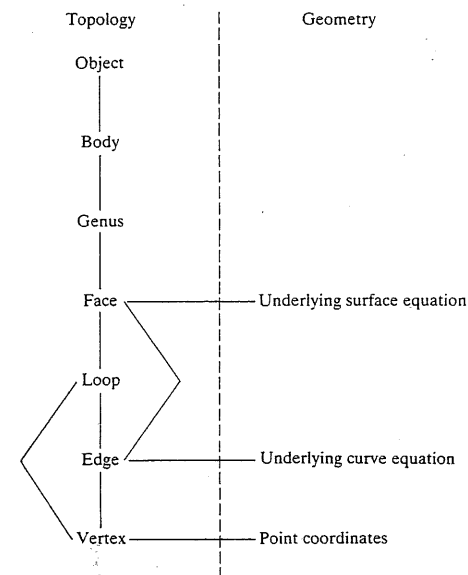 Topology Geometry
Object
Body
Genus
Face Underlying surface equation
Loop
Edge Underlying curve equation
Vertex Point coordinates